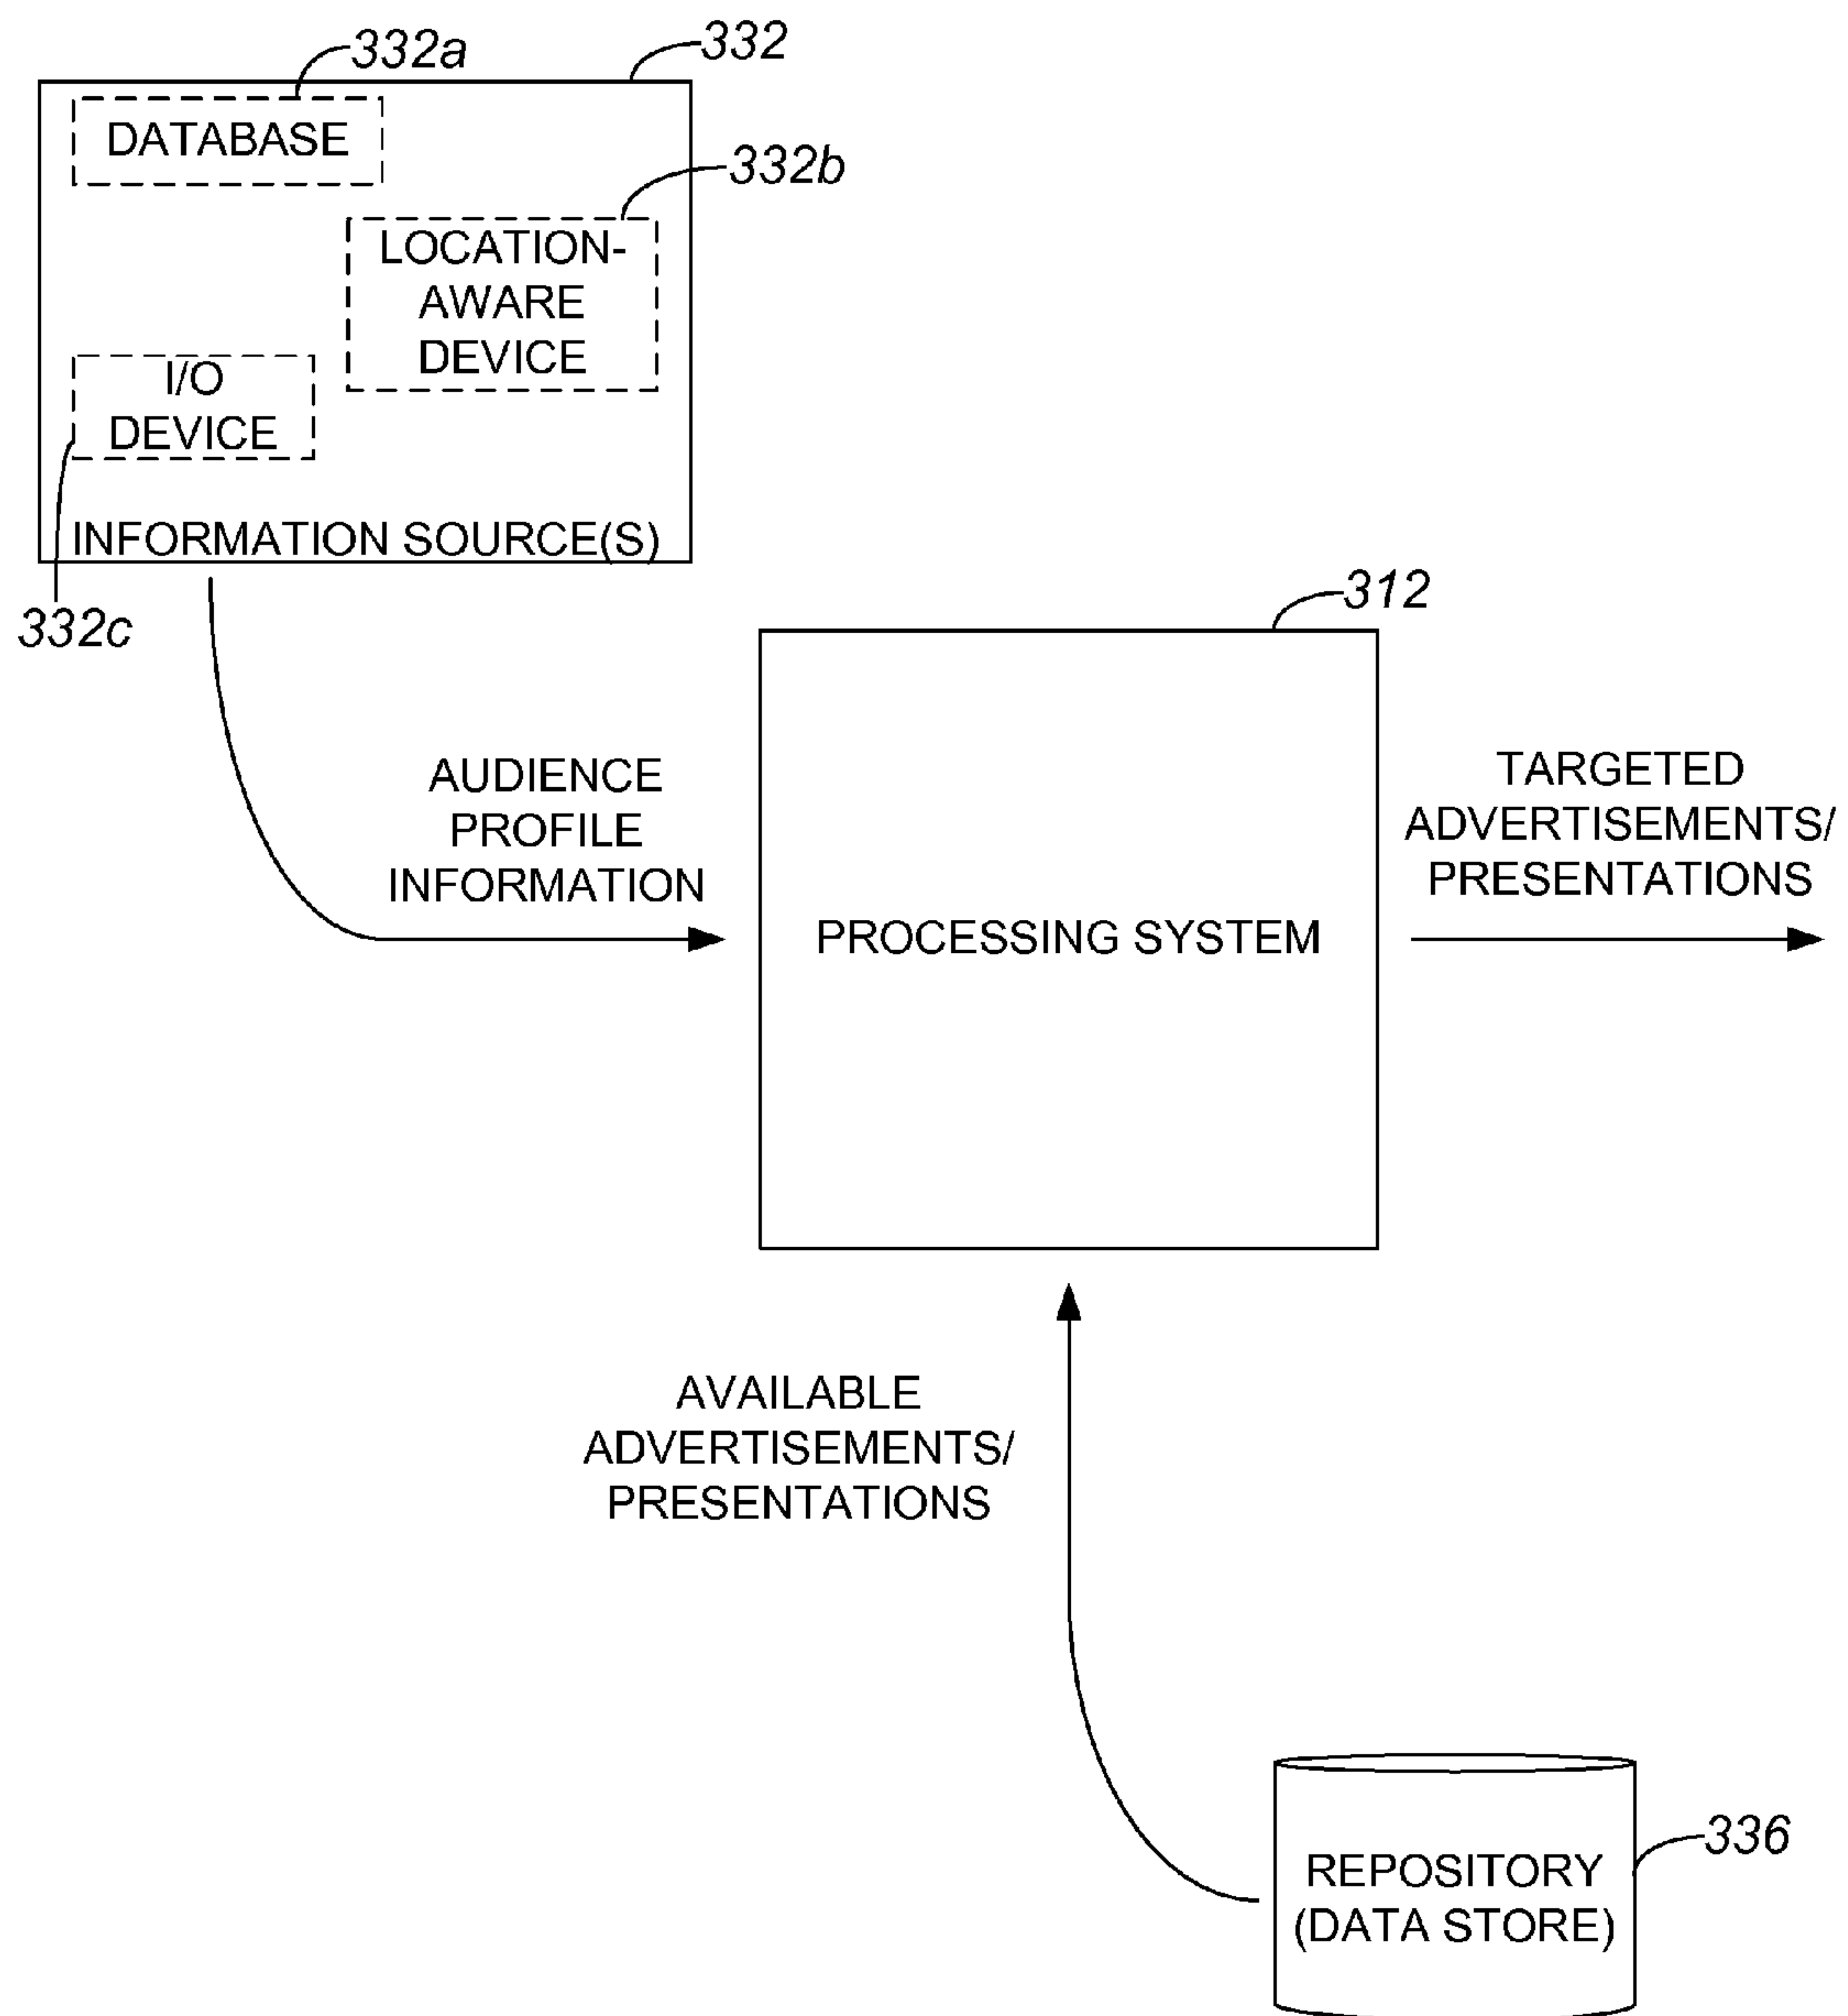 332a
332
DATABASE
332b
LOCATION-
AWARE
DEVICE
I/O
DEVICE
INFORMATION SOURCE(S)
332c
312
AUDIENCE
PROFILE
INFORMATION
PROCESSING SYSTEM
TARGETED
ADVERTISEMENTS/
PRESENTATIONS
AVAILABLE
ADVERTISEMENTS/
PRESENTATIONS
336
REPOSITORY
(DATA STORE)